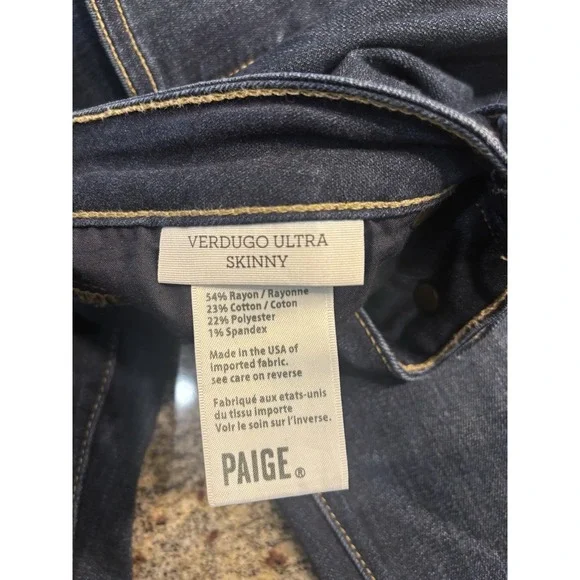 VERDUGO ULTRA
SKINNY
54% Rayon / Rayonne
23% Cotton / Coton
22% Polyester
1% Spandex
Made in the USA of
imported fabric.
see care on reverse
Fabriqué aux etats-unis
du tissu importe
Voir le soin sur l'inverse.
PAIGE®